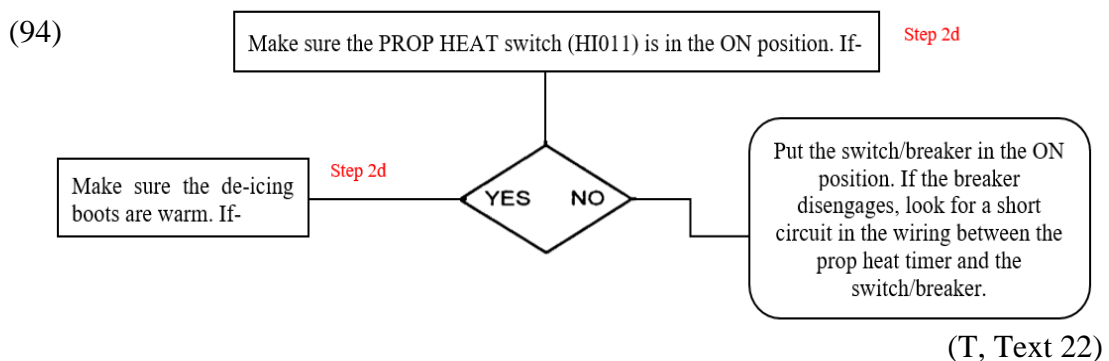 (94)
Make sure the PROP HEAT switch (HI011) is in the ON position. If-
Step 2d
Make sure the de-icing
boots are warm. If-
Step 2d
YES NO
Put the switch/breaker in the ON
position. If the breaker
disengages, look for a short
circuit in the wiring between the
prop heat timer and the
switch/breaker.
(T, Text 22)